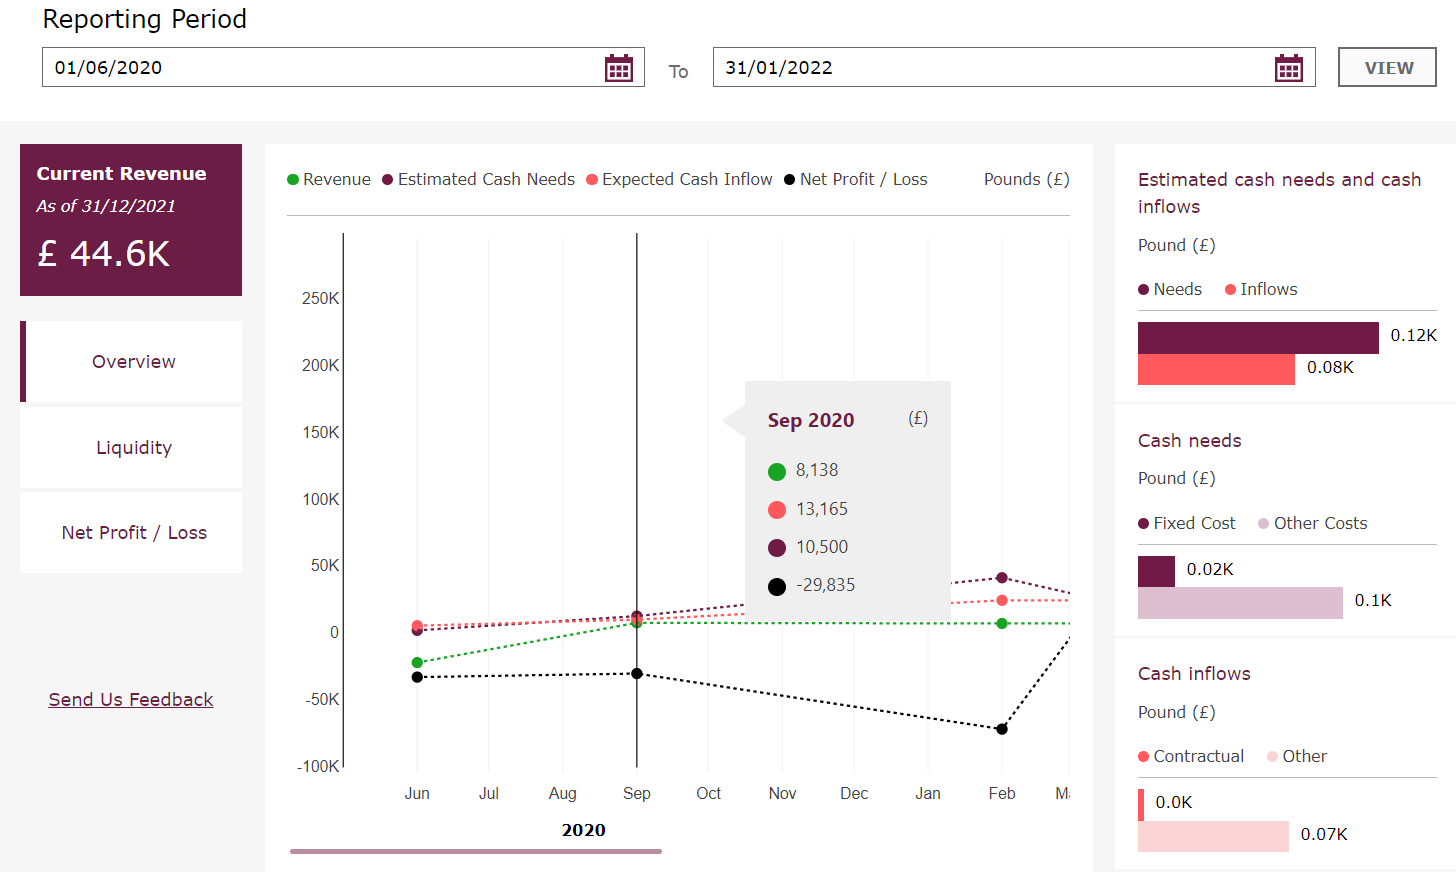 Reporting Period
01/06/2020
To
31/01/2022
VIEW
Current Revenue
As of 31/12/2021
£ 44.6K
Overview
Liquidity
Net Profit / Loss
Send Us Feedback
Revenue Estimated Cash Needs Expected Cash Inflow Net Profit / Loss Pounds (£)
250K
200K
150K
100K
50K
0
-50K
-100K
Sep 2020 (£)
8,138
13,165
10,500
-29,835
Jun Jul Aug Sep Oct Nov Dec Jan Feb
2020
Estimated cash needs and cash
inflows
Pound (£)
Needs Inflows
0.12K
0.08K
Cash needs
Pound (£)
Fixed Cost Other Costs
0.02K
0.1K
Cash inflows
Pound (£)
Contractual Other
0.0K
0.07K